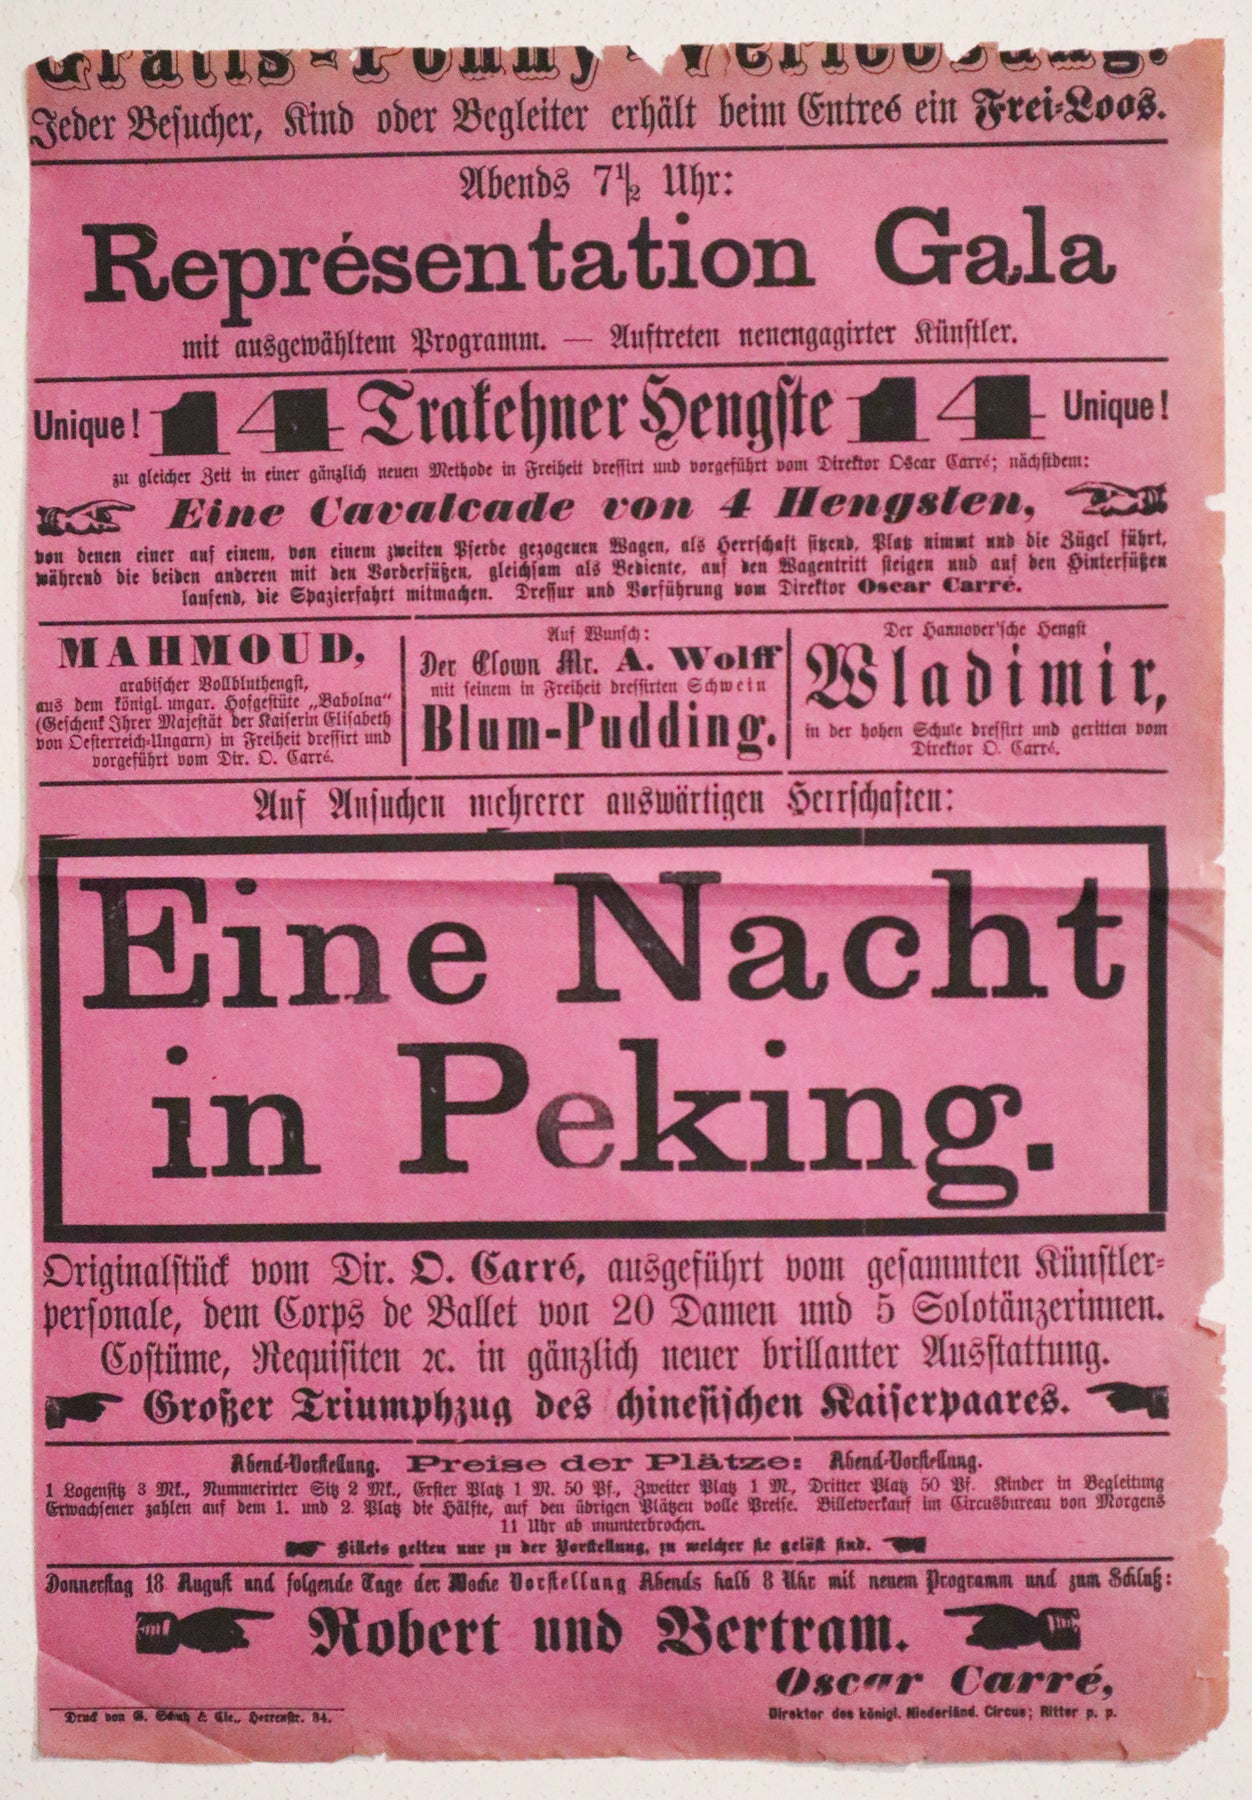 Gratis-Ponny-Verloosung.
Jeder Besucher, Kind oder Begleiter erhält beim Entreé ein Frei-Loos.
Abends 7 1/2 Uhr:
Représentation Gala
mit ausgewähltem Programm. — Auftreten neuengagirter Künstler.
Unique! 14 Trakehner Hengste 14 Unique!
zu gleicher Zeit in einer gänzlich neuen Methode in Freiheit dressirt und vorgeführt vom Direktor Oscar Carré; nächstdem:
Eine Cavalcade von 4 Hengsten,
von denen einer auf einem, von einem zweiten Pferde gezogenen Wagen, als Herrschaft sitzend, Platz nimmt und die Zügel führt,
während die beiden anderen mit den Vorderfüßen, gleichsam als Bediente, auf den Wagentritt steigen und auf den Hinterfüßen
laufend, die Spazierfahrt mitmachen. Dressur und Vorführung vom Direktor Oscar Carré.
MAHMOUD,
arabischer Vollbluthengst,
aus dem königl. ungar. Hofgestüte „Babolna“
(Geschenk Ihrer Majestät der Kaiserin Elisabeth
von Oesterreich-Ungarn) in Freiheit dressirt und
vorgeführt vom Dir. O. Carré.
Auf Wunsch:
Der Clown Mr. A. Wolff
mit seinem in Freiheit dressirten Schwein
Blum-Pudding.
Der Hannover'sche Hengst
Wladimir,
in der hohen Schule dressirt und geritten vom
Direktor O. Carré.
Auf Ansuchen mehrerer auswärtigen Herrschaften:
Eine Nacht
in Peking.
Originalstück vom Dir. O. Carré, ausgeführt vom gesammten Künstler-
personale, dem Corps de Ballet von 20 Damen und 5 Solotänzerinnen.
Costüme, Requisiten ꝛc. in gänzlich neuer brillanter Ausstattung.
Großer Triumphzug des chinesischen Kaiserpaares.
Abend-Vorstellung. Preise der Plätze: Abend-Vorstellung.
1 Logensitz 3 Mk., Nummerirter Sitz 2 Mk., Erster Platz 1 M. 50 Pf., Zweiter Platz 1 M., Dritter Platz 50 Pf. Kinder in Begleitung
Erwachsener zahlen auf dem 1. und 2. Platz die Hälfte, auf den übrigen Plätzen volle Preise. Billetverkauf im Circusbureau von Morgens
11 Uhr ab ununterbrochen.
Billets gelten nur zu der Vorstellung, zu welcher sie gelöst sind.
Donnerstag 18. August und folgende Tage der Woche Vorstellung Abends halb 8 Uhr mit neuem Programm und zum Schluß:
Robert und Bertram.
Oscar Carré,
Direktor des königl. Niederländ. Circus; Ritter p. p.
Druck von G. Schuh & Cie., Herrenstr. 34.